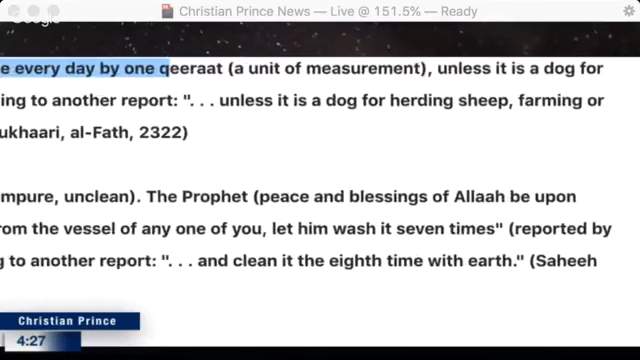 Christian Prince News — Live @ 151.5% — Ready
Google
e every day by one qeeraat (a unit of measurement), unless it is a dog for
ing to another report: ". . . unless it is a dog for herding sheep, farming or
ukhaari, al-Fath, 2322)
mpure, unclean). The Prophet (peace and blessings of Allaah be upon
rom the vessel of any one of you, let him wash it seven times" (reported by
g to another report: ". . . and clean it the eighth time with earth." (Saheeh
Christian Prince
4:27